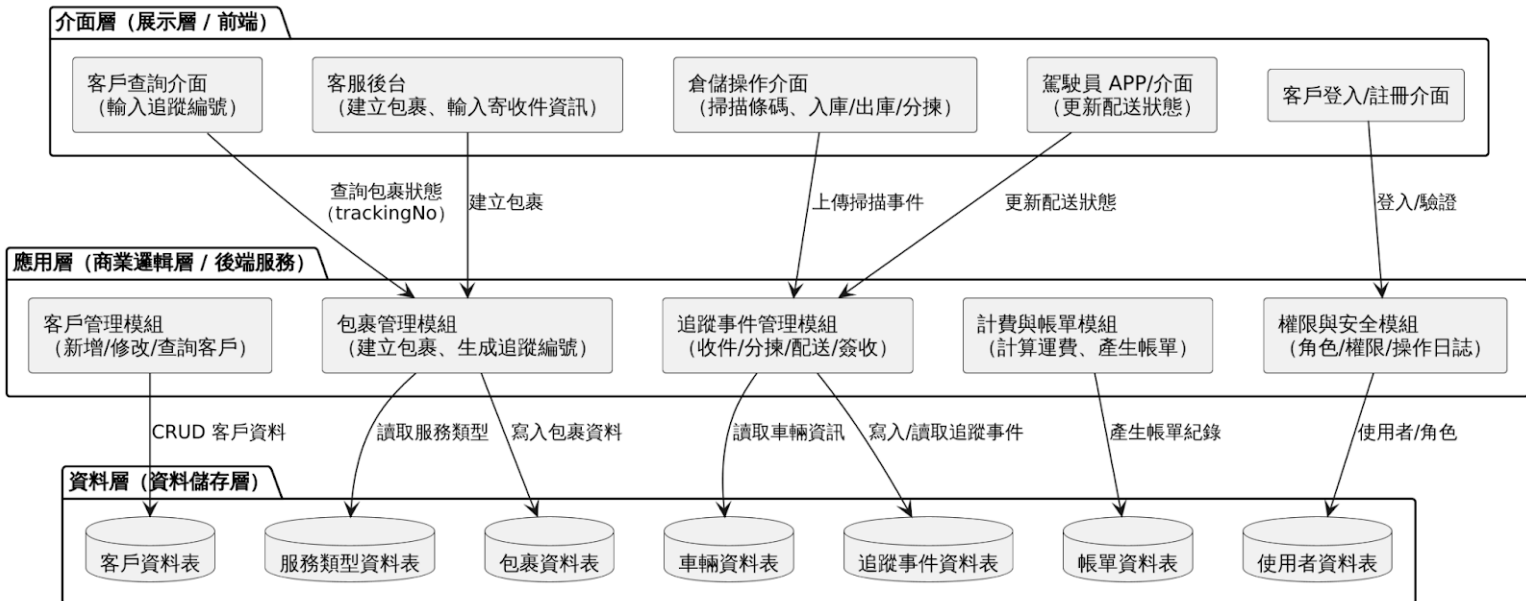 介面層（展示層 / 前端）
客戶查詢介面
（輸入追蹤編號）
客服後台
（建立包裹、輸入寄收件資訊）
倉儲操作介面
（掃描條碼、入庫/出庫/分揀）
駕駛員 APP/介面
（更新配送狀態）
客戶登入/註冊介面
查詢包裹狀態
（trackingNo）
建立包裹
上傳掃描事件
更新配送狀態
登入/驗證
應用層（商業邏輯層 / 後端服務）
客戶管理模組
（新增/修改/查詢客戶）
包裹管理模組
（建立包裹、生成追蹤編號）
追蹤事件管理模組
（收件/分揀/配送/簽收）
計費與帳單模組
（計算運費、產生帳單）
權限與安全模組
（角色/權限/操作日誌）
CRUD 客戶資料
讀取服務類型
寫入包裹資料
讀取車輛資訊
寫入/讀取追蹤事件
產生帳單紀錄
使用者/角色
資料層（資料儲存層）
客戶資料表
服務類型資料表
包裹資料表
車輛資料表
追蹤事件資料表
帳單資料表
使用者資料表